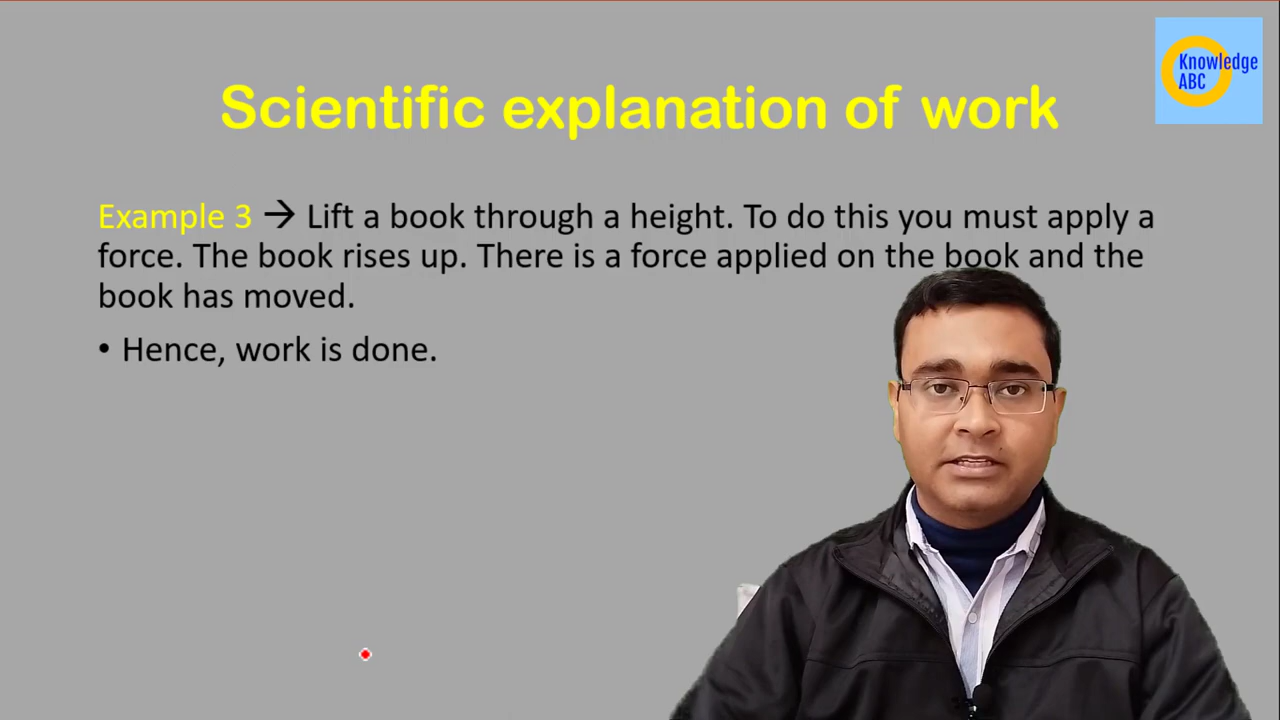 Knowledge
ABC
Scientific explanation of work
Example 3 → Lift a book through a height. To do this you must apply a
force. The book rises up. There is a force applied on the book and the
book has moved.
• Hence, work is done.